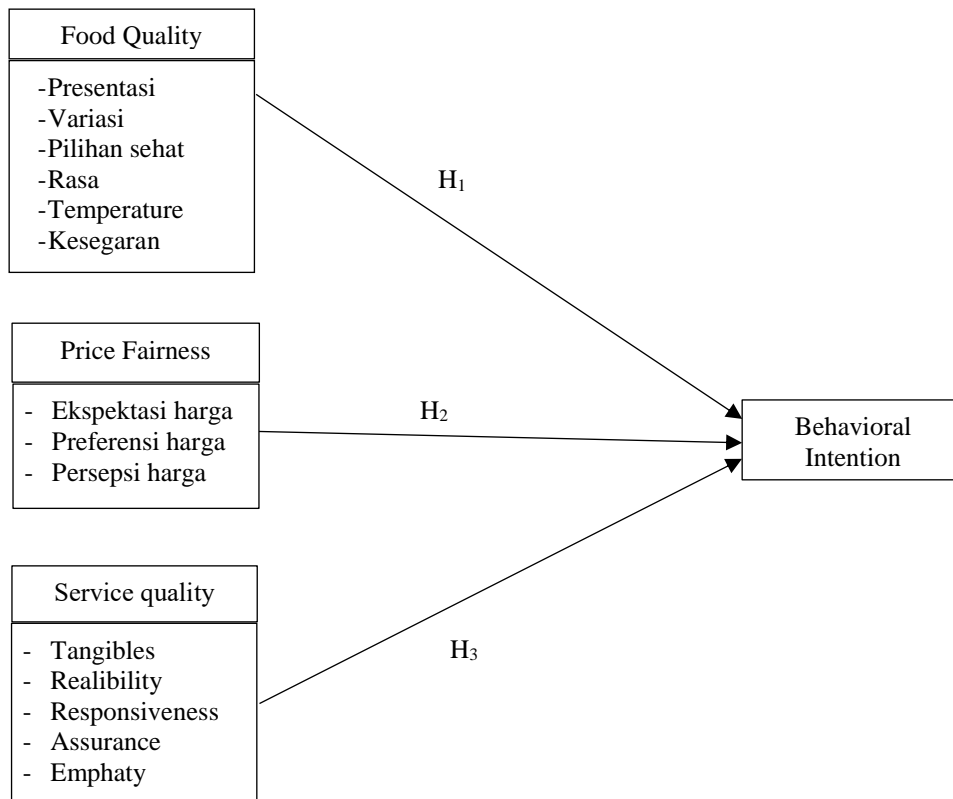 Food Quality
-Presentasi
-Variasi
-Pilihan sehat
-Rasa
-Temperature
-Kesegaran
H₁
Price Fairness
- Ekspektasi harga
- Preferensi harga
- Persepsi harga
H₂
Behavioral
Intention
Service quality
- Tangibles
- Realibility
- Responsiveness
- Assurance
- Emphaty
H₃